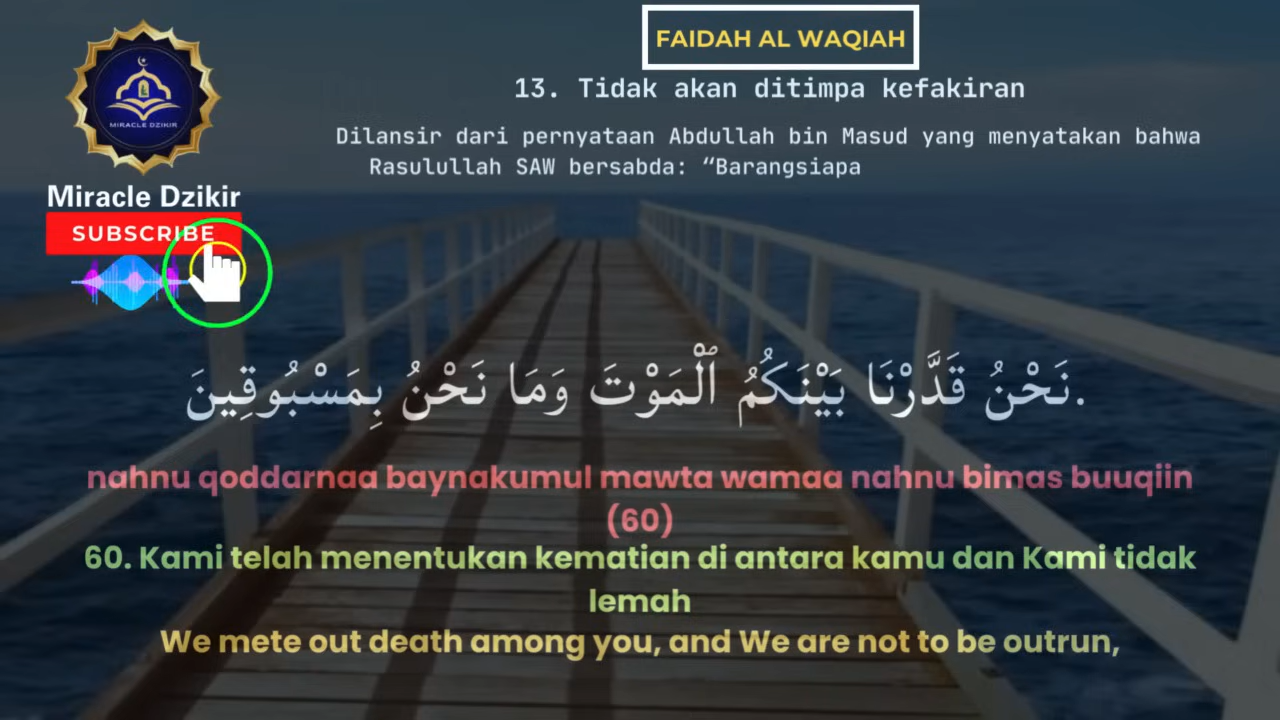 FAIDAH AL WAQIAH
13. Tidak akan ditimpa kefakiran
Dilansir dari pernyataan Abdullah bin Masud yang menyatakan bahwa
Rasulullah SAW bersabda: “Barangsiapa
MIRACLE DZIKIR
Miracle Dzikir
SUBSCRIBE
نَحْنُ قَدَّرْنَا بَيْنَكُمُ ٱلْمَوْتَ وَمَا نَحْنُ بِمَسْبُوقِينَ.
nahnu qoddarnaa baynakumul mawta wamaa nahnu bimas buuqiin
(60)
60. Kami telah menentukan kematian di antara kamu dan Kami tidak
lemah
We mete out death among you, and We are not to be outrun,